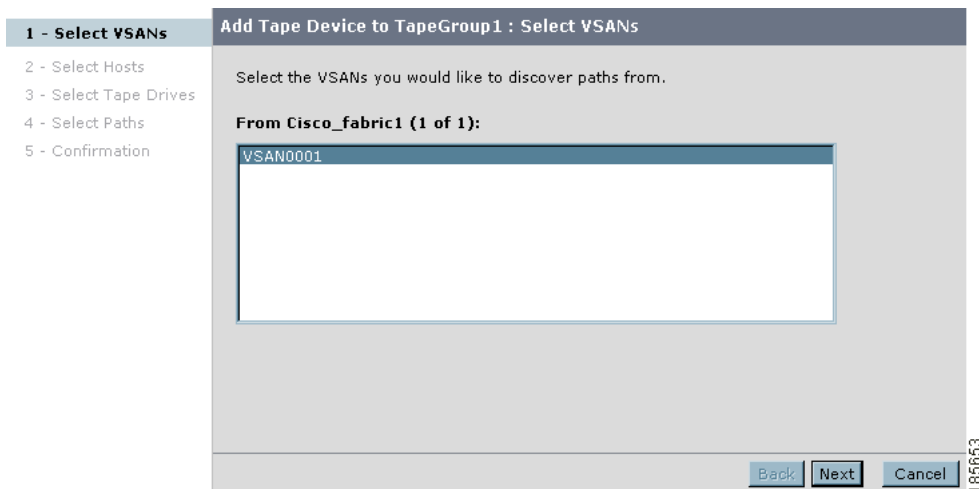 1 - Select VSANs
2 - Select Hosts
3 - Select Tape Drives
4 - Select Paths
5 - Confirmation
Add Tape Device to TapeGroup1 : Select VSANs
Select the VSANs you would like to discover paths from.
From Cisco_fabric1 (1 of 1):
VSAN0001
Back
Next
Cancel
185653